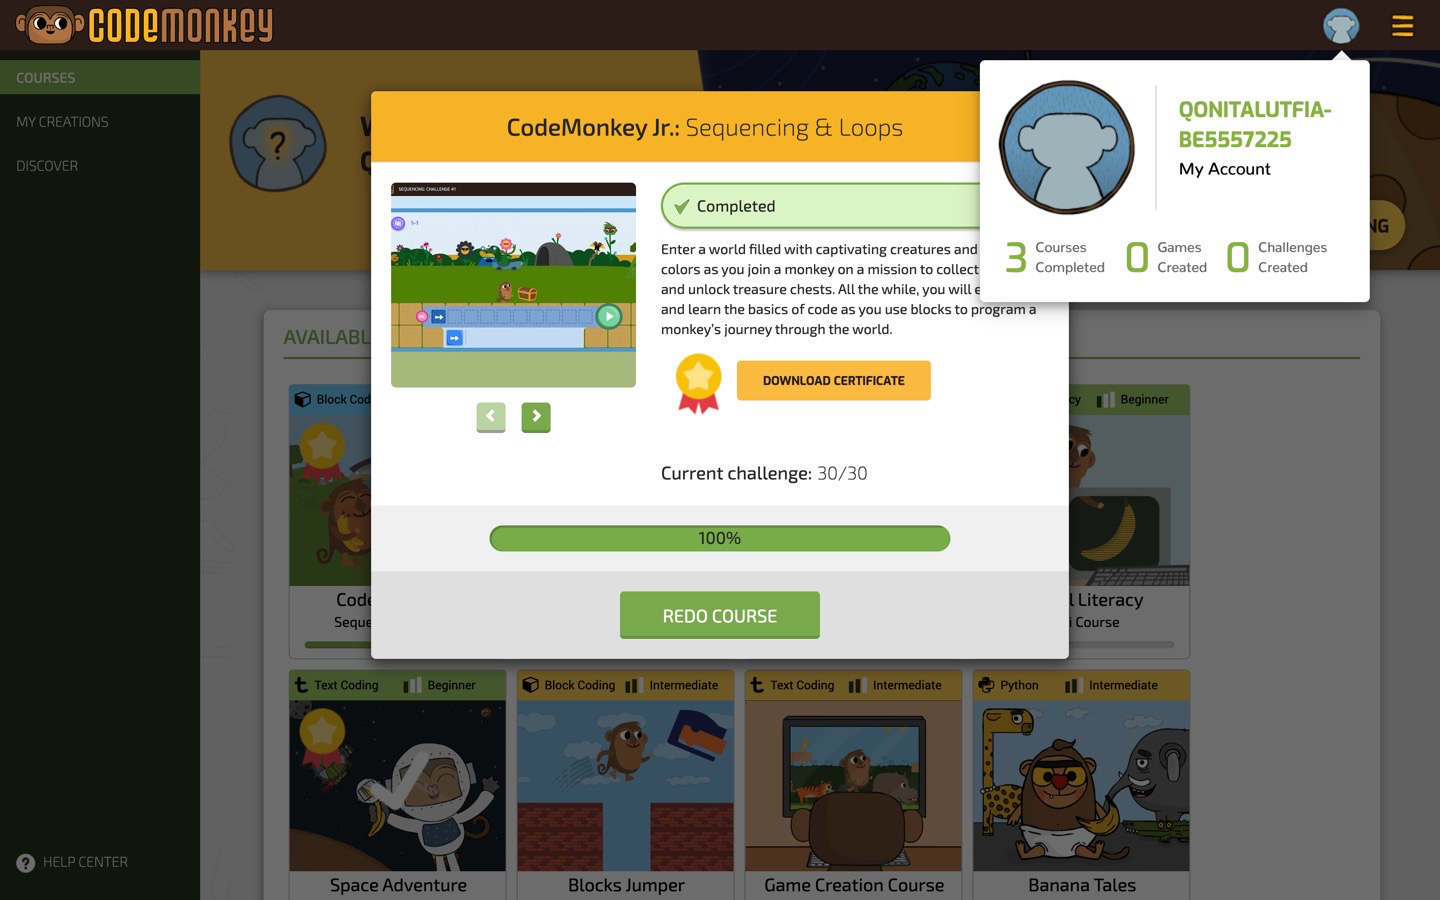 CODEMONKEY
COURSES
MY CREATIONS
DISCOVER
HELP CENTER
?
QONITALUTFIA-
BE5557225
My Account
3 Courses Completed
0 Games Created
0 Challenges Created
NG
CodeMonkey Jr.: Sequencing & Loops
SEQUENCING: CHALLENGE #1
1-1
Completed
Enter a world filled with captivating creatures and
colors as you join a monkey on a mission to collect
and unlock treasure chests. All the while, you will e
and learn the basics of code as you use blocks to program a
monkey's journey through the world.
DOWNLOAD CERTIFICATE
Current challenge: 30/30
100%
REDO COURSE
AVAILABL
Block Cod
cy Beginner
Code
Seque
l Literacy
i Course
Text Coding Beginner
Block Coding Intermediate
Text Coding Intermediate
Python Intermediate
Space Adventure
Blocks Jumper
Game Creation Course
Banana Tales